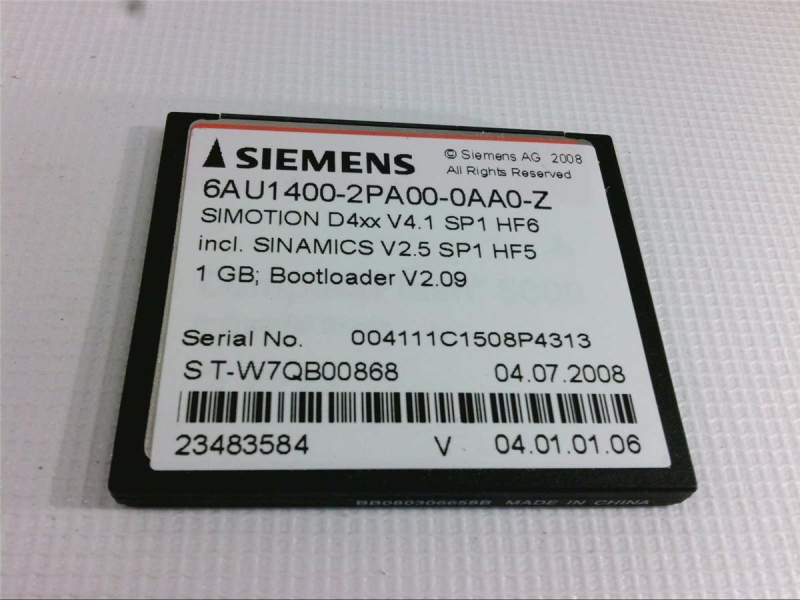 SIEMENS © Siemens AG 2008
All Rights Reserved
6AU1400-2PA00-0AA0-Z
SIMOTION D4xx V4.1 SP1 HF6
incl. SINAMICS V2.5 SP1 HF5
1 GB; Bootloader V2.09
Serial No. 004111C1508P4313
S T-W7QB00868 04.07.2008
23483584 V 04.01.01.06
MADE IN CHINA